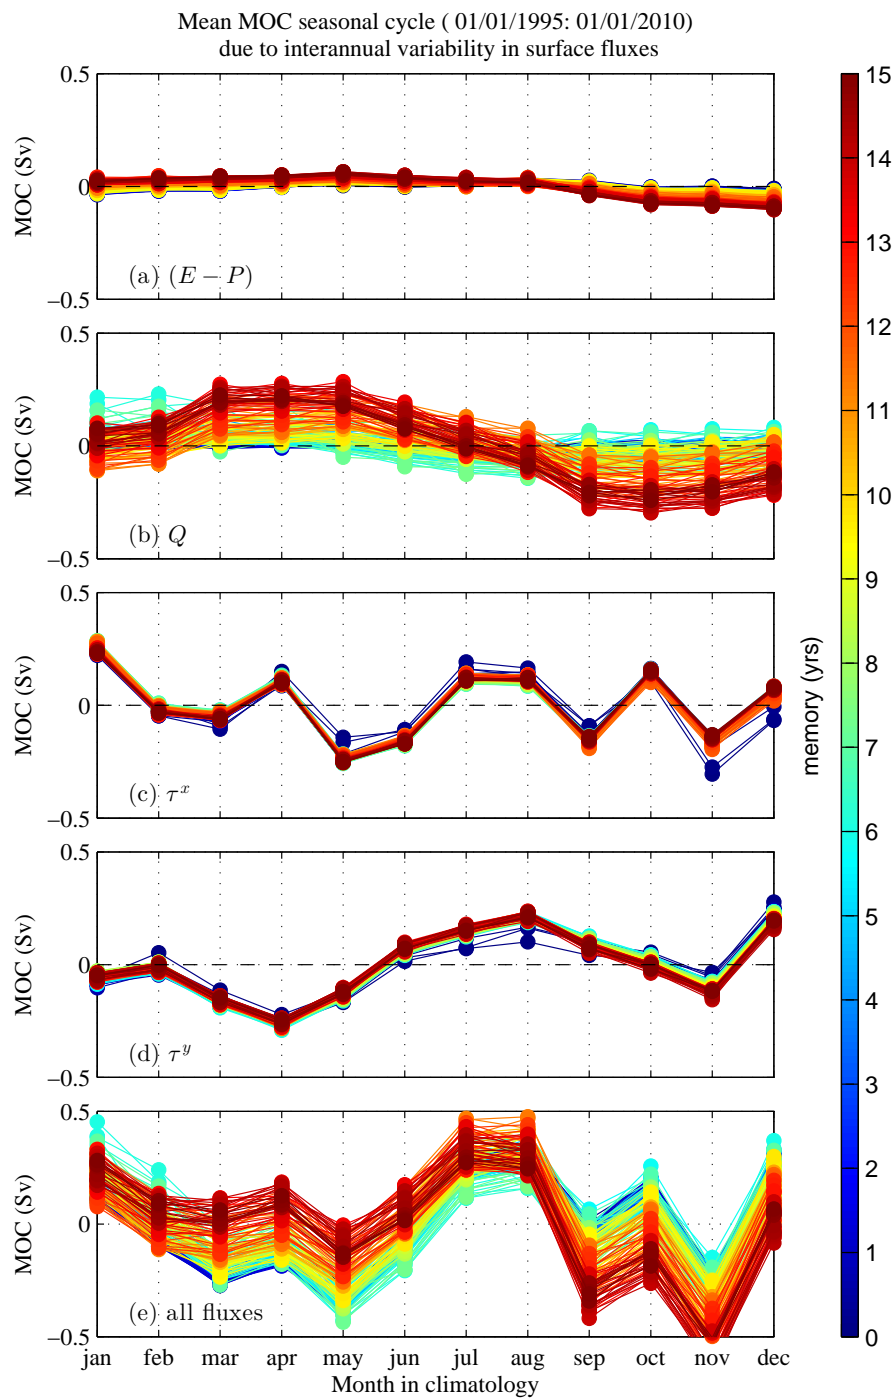 Mean MOC seasonal cycle ( 01/01/1995: 01/01/2010)
due to interannual variability in surface fluxes
0.5
0
−0.5
MOC (Sv)
(a) (E − P)
0.5
0
−0.5
MOC (Sv)
(b) Q
0.5
0
−0.5
MOC (Sv)
(c) τ^x
0.5
0
−0.5
MOC (Sv)
(d) τ^y
0.5
0
−0.5
MOC (Sv)
(e) all fluxes
jan feb mar apr may jun jul aug sep oct nov dec
Month in climatology
15
14
13
12
11
10
9
8
7
6
5
4
3
2
1
0
memory (yrs)